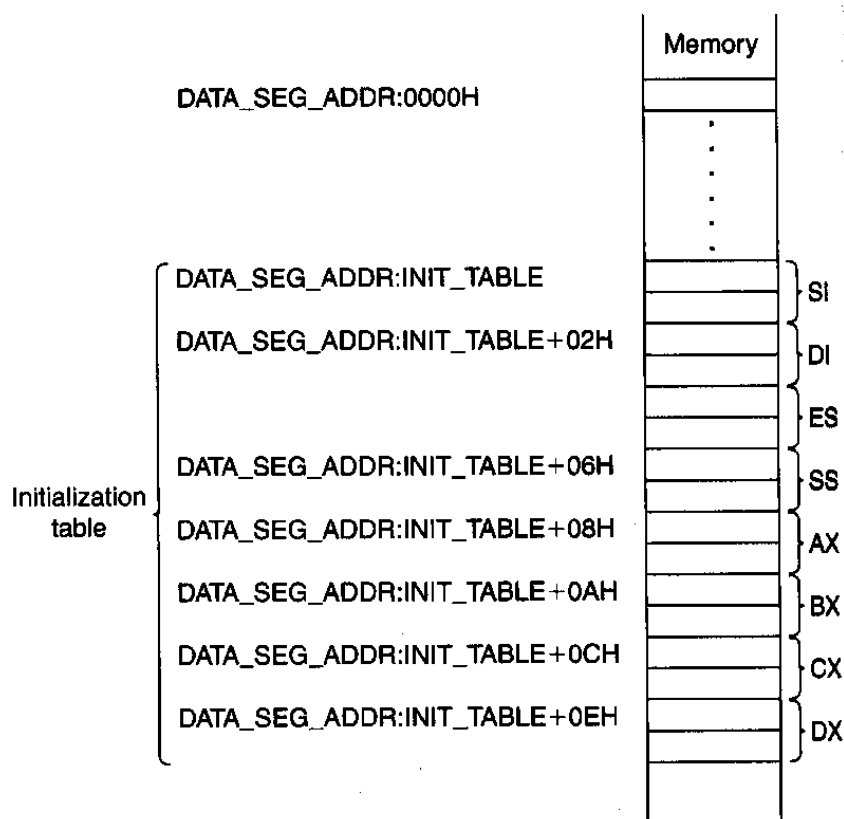 Memory
DATA_SEG_ADDR:0000H
DATA_SEG_ADDR:INIT_TABLE
SI
DATA_SEG_ADDR:INIT_TABLE+02H
DI
ES
DATA_SEG_ADDR:INIT_TABLE+06H
SS
Initialization
table
DATA_SEG_ADDR:INIT_TABLE+08H
AX
DATA_SEG_ADDR:INIT_TABLE+0AH
BX
DATA_SEG_ADDR:INIT_TABLE+0CH
CX
DATA_SEG_ADDR:INIT_TABLE+0EH
DX